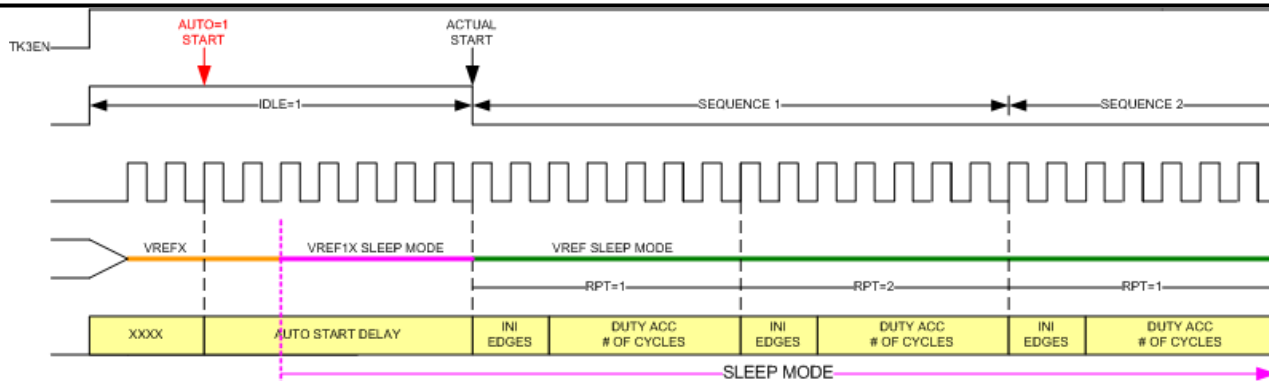 AUTO=1
START
ACTUAL
START
TK3EN
IDLE=1
SEQUENCE 1
SEQUENCE 2
VREFX
VREF1X SLEEP MODE
VREF SLEEP MODE
RPT=1
RPT=2
RPT=1
XXXX
AUTO START DELAY
INI
EDGES
DUTY ACC
# OF CYCLES
INI
EDGES
DUTY ACC
# OF CYCLES
INI
EDGES
DUTY ACC
# OF CYCLES
SLEEP MODE